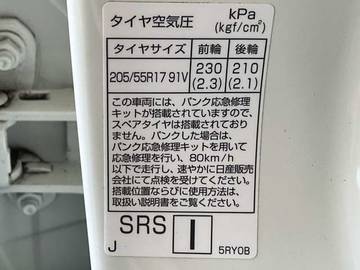 タイヤ空気圧 kPa (kgf/cm²)
タイヤサイズ 前輪 後輪
205/55R17 91V 230 (2.3) 210 (2.1)
この車両には、パンク応急修理
キットが搭載されていますので、
スペアタイヤは搭載されており
ません。パンクした場合は、
パンク応急修理キットを用いて
応急修理を行い、80km/h
以下で走行し、速やかに日産販売
会社にて点検を受けてください。
搭載位置ならびに使用方法は、
取扱い説明書をご覧ください。
SRS I
J 5RY0B